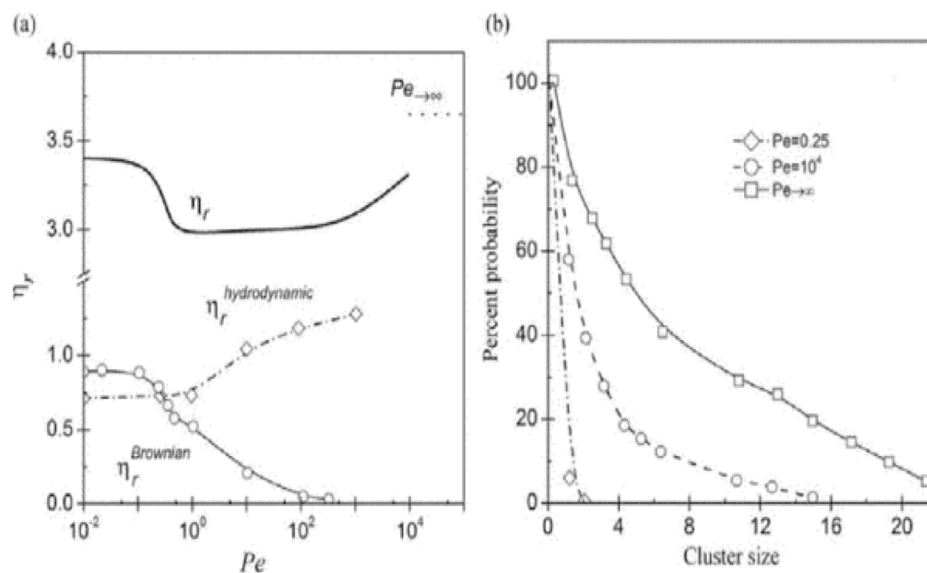 (a)
4.0
3.5
3.0
1.0
0.5
0.0
η_r
Pe→∞
η_r
η_r^hydrodynamic
η_r^Brownian
10^-2
10^0
10^2
10^4
Pe
(b)
100
80
60
40
20
0
Percent probability
Pe=0.25
Pe=10^4
Pe→∞
0
4
8
12
16
20
Cluster size